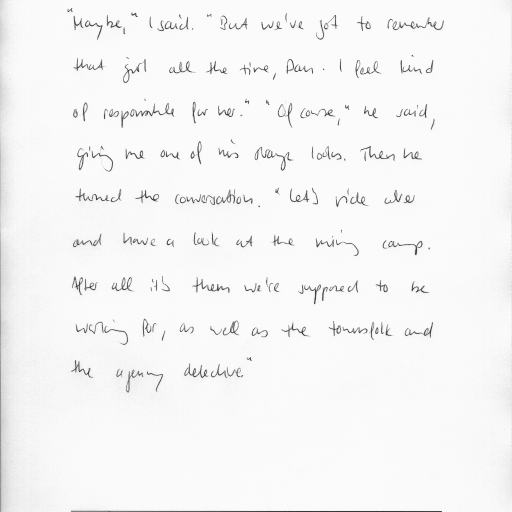 "Maybe," I said. "But we've got to remember
that girl all the time, Dan. I feel kind
of responsible for her." "Of course," he said,
giving me one of his strange looks. Then he
turned the conversation. "Let's ride over
and have a look at the mining camp.
After all it's them we're supposed to be
working for, as well as the townsfolk and
the agency detective."